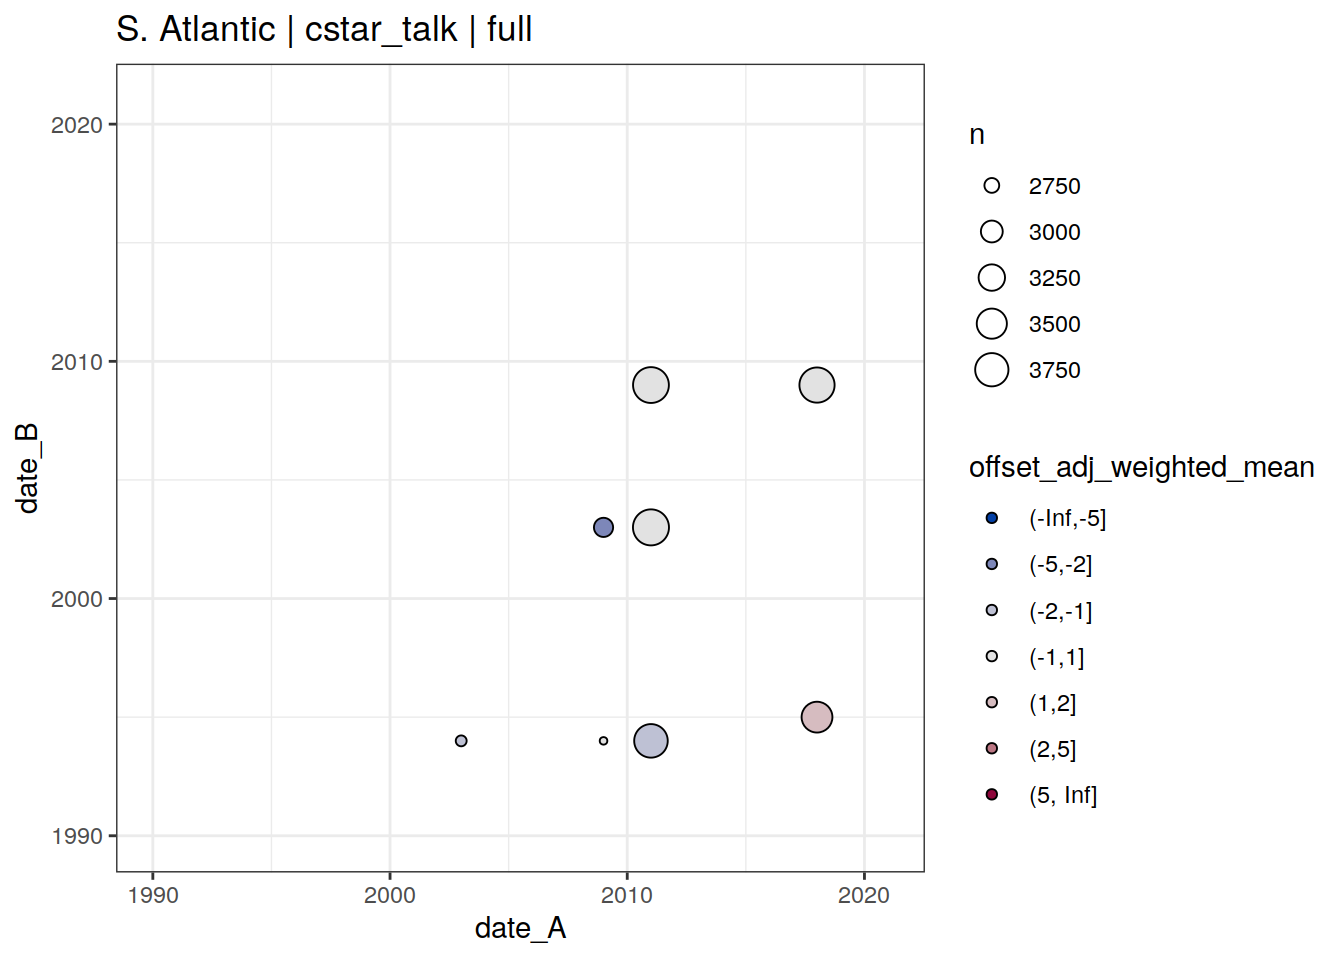 S. Atlantic | cstar_talk | full
2020
2010
2000
1990
date_B
1990
2000
2010
2020
date_A
n
2750
3000
3250
3500
3750
offset_adj_weighted_mean
(-Inf,-5]
(-5,-2]
(-2,-1]
(-1,1]
(1,2]
(2,5]
(5, Inf]